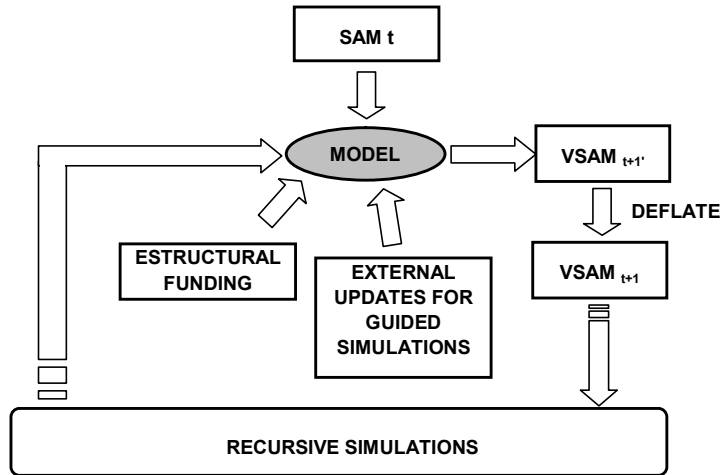 SAM t
MODEL
VSAM t+1'
DEFLATE
ESTRUCTURAL
FUNDING
EXTERNAL
UPDATES FOR
GUIDED
SIMULATIONS
VSAM t+1
RECURSIVE SIMULATIONS